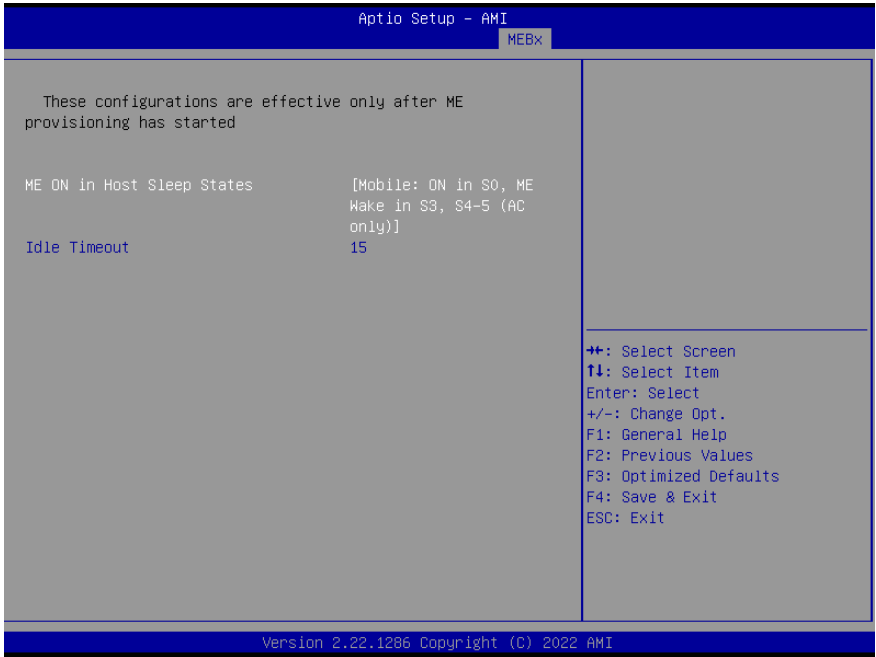 Aptio Setup – AMI
MEBx
These configurations are effective only after ME
provisioning has started
ME ON in Host Sleep States [Mobile: ON in S0, ME
Wake in S3, S4-5 (AC
only)]
Idle Timeout 15
→←: Select Screen
↑↓: Select Item
Enter: Select
+/-: Change Opt.
F1: General Help
F2: Previous Values
F3: Optimized Defaults
F4: Save & Exit
ESC: Exit
Version 2.22.1286 Copyright (C) 2022 AMI